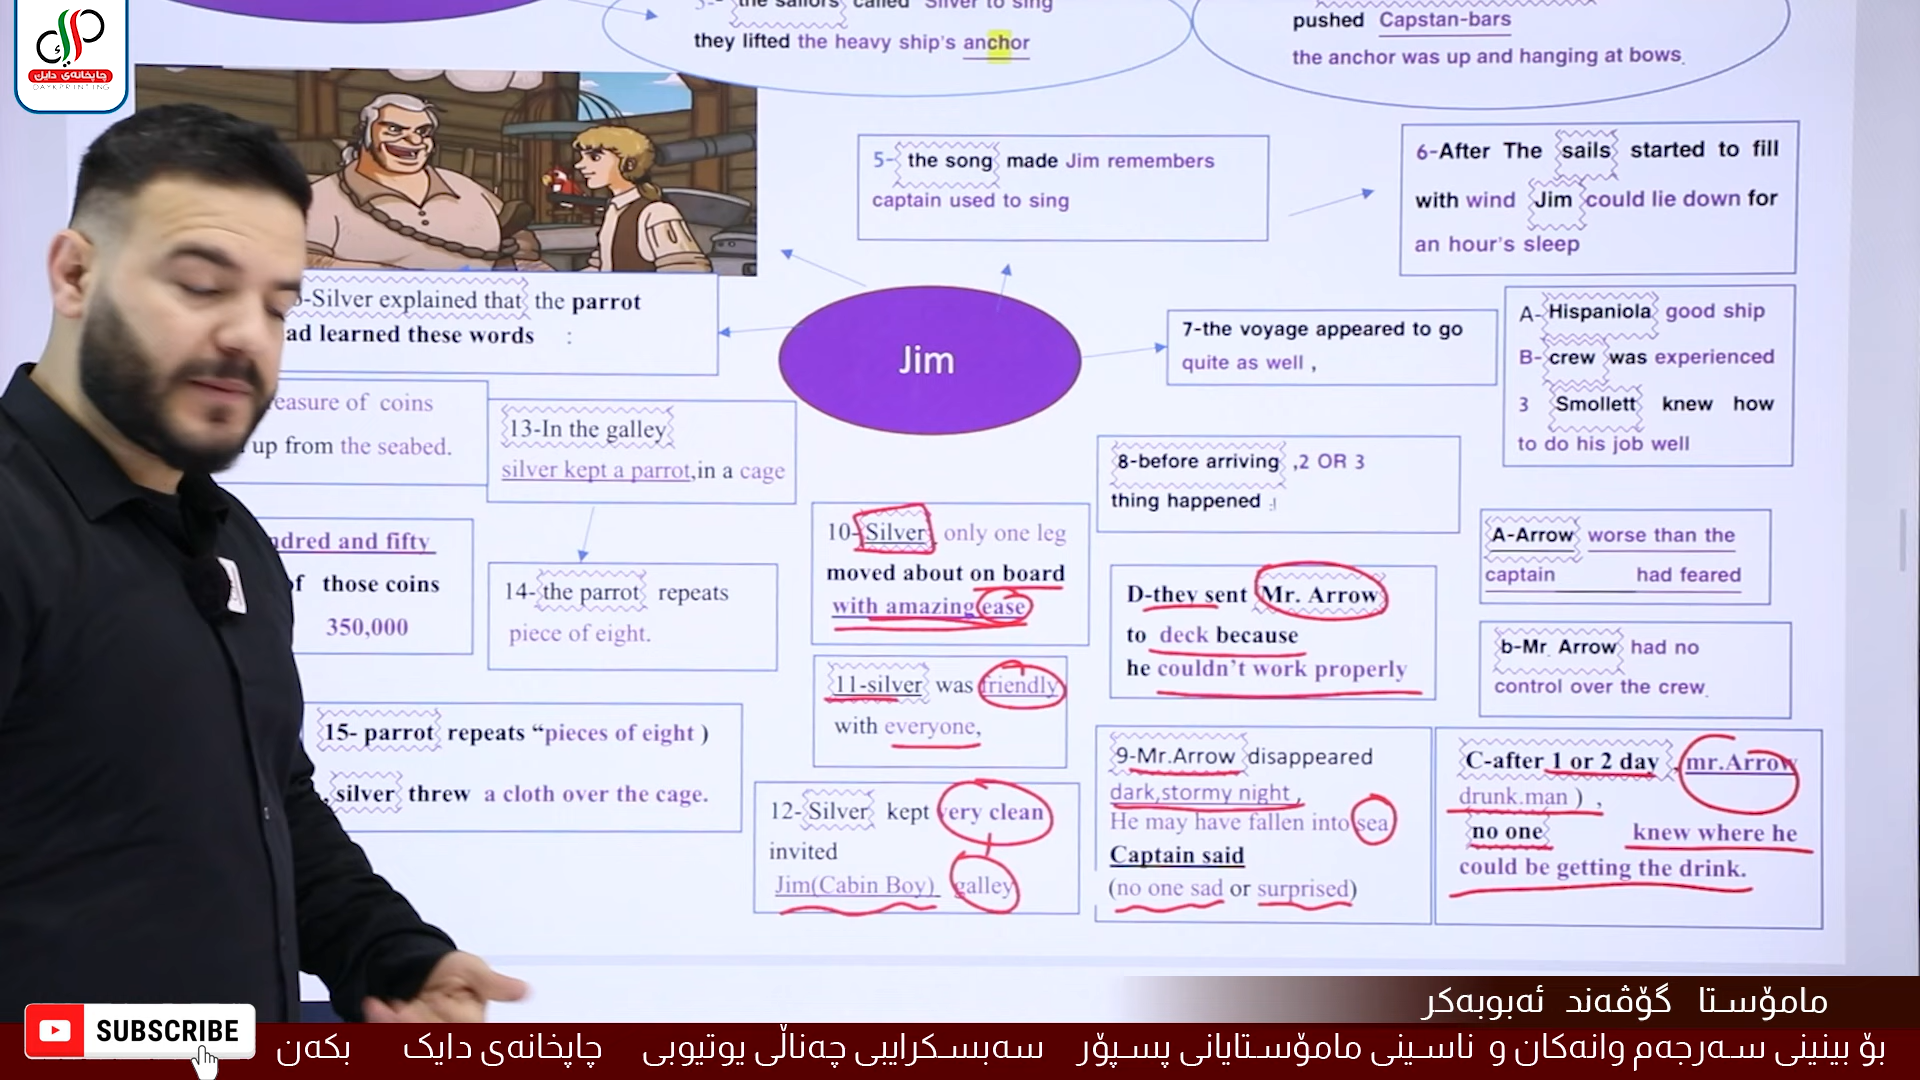 چاپخانەی دایک
DAYK PRINTING
the sailors called Silver to sing
they lifted the heavy ship's anchor
pushed Capstan-bars
the anchor was up and hanging at bows.
5- the song made Jim remembers
captain used to sing
6-After The sails started to fill
with wind Jim could lie down for
an hour's sleep
-Silver explained that the parrot
ad learned these words :
Jim
7-the voyage appeared to go
quite as well ,
A- Hispaniola good ship
B- crew was experienced
3 Smollett knew how
to do his job well
easure of coins
up from the seabed.
13-In the galley
silver kept a parrot,in a cage
8-before arriving ,2 OR 3
thing happened :
10-Silver, only one leg
moved about on board
with amazing ease
A-Arrow worse than the
captain had feared
ndred and fifty
of those coins
350,000
14-the parrot repeats
piece of eight.
D-they sent Mr. Arrow
to deck because
he couldn't work properly
b-Mr. Arrow had no
control over the crew.
11-silver was friendly
with everyone,
15- parrot repeats "pieces of eight )
, silver threw a cloth over the cage.
9-Mr.Arrow disappeared
dark,stormy night ,
He may have fallen into sea
Captain said
(no one sad or surprised)
C-after 1 or 2 day , mr.Arrow
drunk.man ) ,
no one knew where he
could be getting the drink.
12-Silver kept very clean
invited
Jim(Cabin Boy) galley
مامۆستا گۆڤەند ئەبوبەکر
SUBSCRIBE
بۆ بینینی سەرجەم وانەکان و ناسینی مامۆستایانی پسپۆر سەبسکرایبی چەناڵی یوتیوبی چاپخانەی دایک بکەن